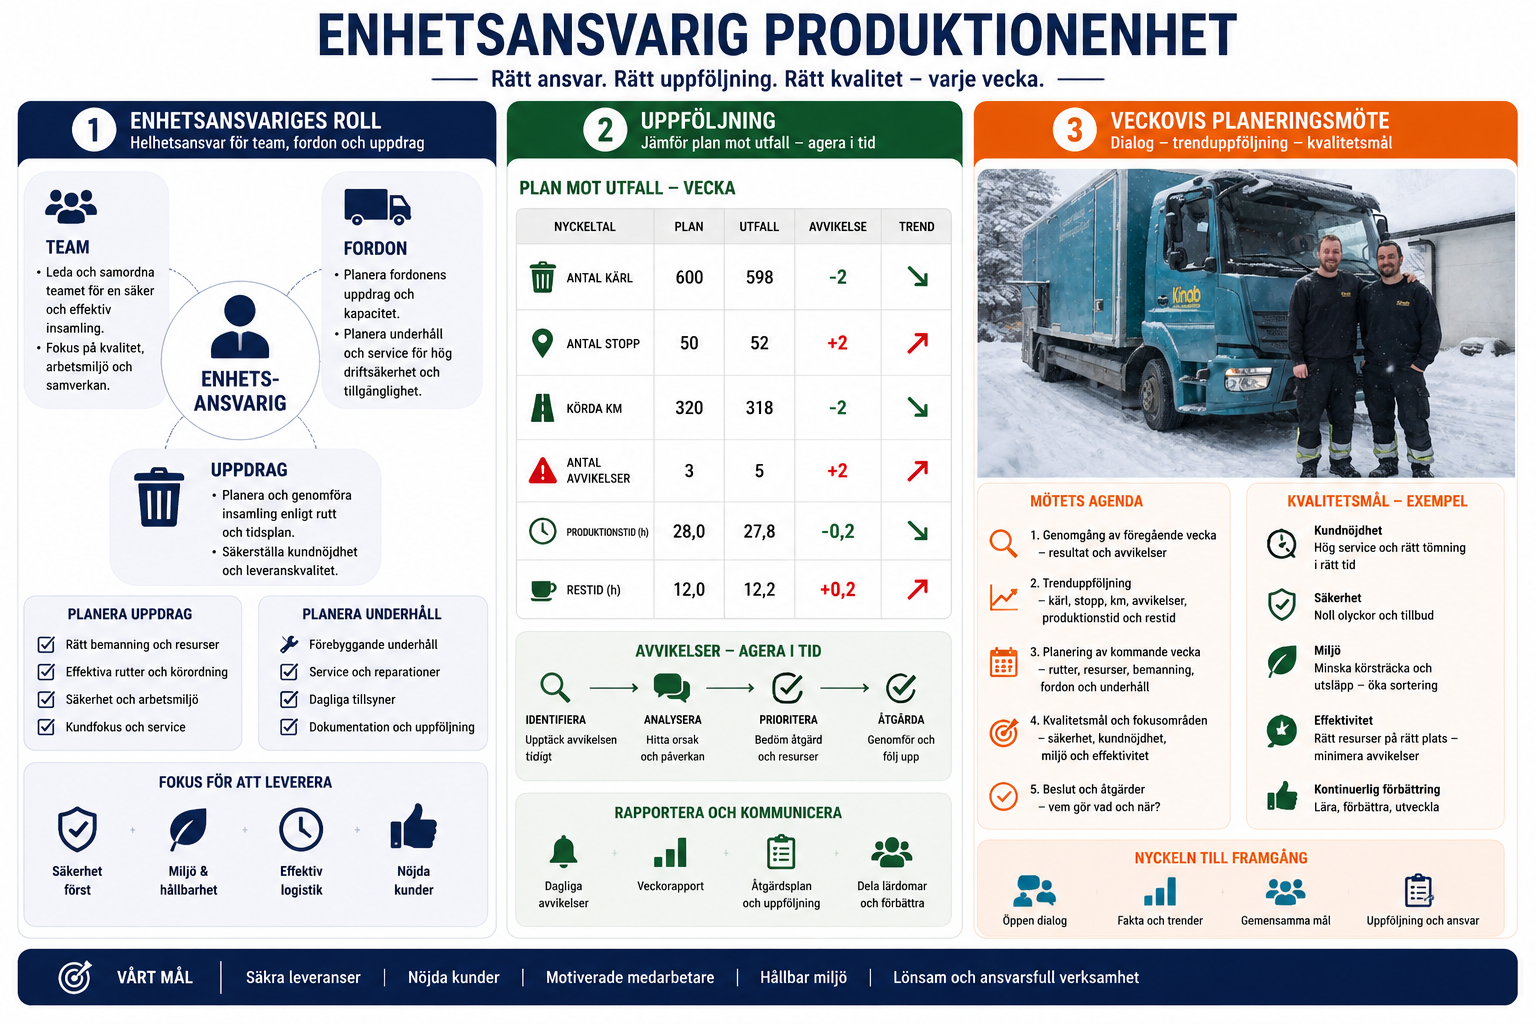 ENHETSANSVARIG PRODUKTIONENHET
Rätt ansvar. Rätt uppföljning. Rätt kvalitet – varje vecka.
1
ENHETSANSVARIGES ROLL
Helhetsansvar för team, fordon och uppdrag
TEAM
• Leda och samordna
teamet för en säker
och effektiv
insamling.
• Fokus på kvalitet,
arbetsmiljö och
samverkan.
FORDON
• Planera fordonens
uppdrag och
kapacitet.
• Planera underhåll
och service för hög
driftsäkerhet och
tillgänglighet.
ENHETS-
ANSVARIG
UPPDRAG
• Planera och genomföra
insamling enligt rutt
och tidsplan.
• Säkerställa kundnöjdhet
och leveranskvalitet.
PLANERA UPPDRAG
Rätt bemanning och resurser
Effektiva rutter och körordning
Säkerhet och arbetsmiljö
Kundfokus och service
PLANERA UNDERHÅLL
Förebyggande underhåll
Service och reparationer
Dagliga tillsyner
Dokumentation och uppföljning
FOKUS FÖR ATT LEVERERA
Säkerhet
först
Miljö &
hållbarhet
Effektiv
logistik
Nöjda
kunder
2
UPPFÖLJNING
Jämför plan mot utfall – agera i tid
PLAN MOT UTFALL – VECKA
NYCKELTAL PLAN UTFALL AVVIKELSE TREND
ANTAL KÄRL 600 598 -2
ANTAL STOPP 50 52 +2
KÖRDA KM 320 318 -2
ANTAL
AVVIKELSER 3 5 +2
PRODUKTIONSTID (h) 28,0 27,8 -0,2
RESTID (h) 12,0 12,2 +0,2
AVVIKELSER – AGERA I TID
IDENTIFIERA
Upptäck avvikelsen
tidigt
ANALYSERA
Hitta orsak
och påverkan
PRIORITERA
Bedöm åtgärd
och resurser
ÅTGÄRDA
Genomför och
följ upp
RAPPORTERA OCH KOMMUNICERA
Dagliga
avvikelser
Veckorapport
Åtgärdsplan
och uppföljning
Dela lärdomar
och förbättra
3
VECKOVIS PLANERINGSMÖTE
Dialog – trenduppföljning – kvalitetsmål
Kinab
MÖTETS AGENDA
1. Genomgång av föregående vecka
– resultat och avvikelser
2. Trenduppföljning
– kärl, stopp, km, avvikelser,
produktionstid och restid
3. Planering av kommande vecka
– rutter, resurser, bemanning,
fordon och underhåll
4. Kvalitetsmål och fokusområden
– säkerhet, kundnöjdhet,
miljö och effektivitet
5. Beslut och åtgärder
– vem gör vad och när?
KVALITETSMÅL – EXEMPEL
Kundnöjdhet
Hög service och rätt tömning
i rätt tid
Säkerhet
Noll olyckor och tillbud
Miljö
Minska körsträcka och
utsläpp – öka sortering
Effektivitet
Rätt resurser på rätt plats –
minimera avvikelser
Kontinuerlig förbättring
Lära, förbättra, utveckla
NYCKELN TILL FRAMGÅNG
Öppen dialog
Fakta och trender
Gemensamma mål
Uppföljning och ansvar
VÅRT MÅL
Säkra leveranser
Nöjda kunder
Motiverade medarbetare
Hållbar miljö
Lönsam och ansvarsfull verksamhet